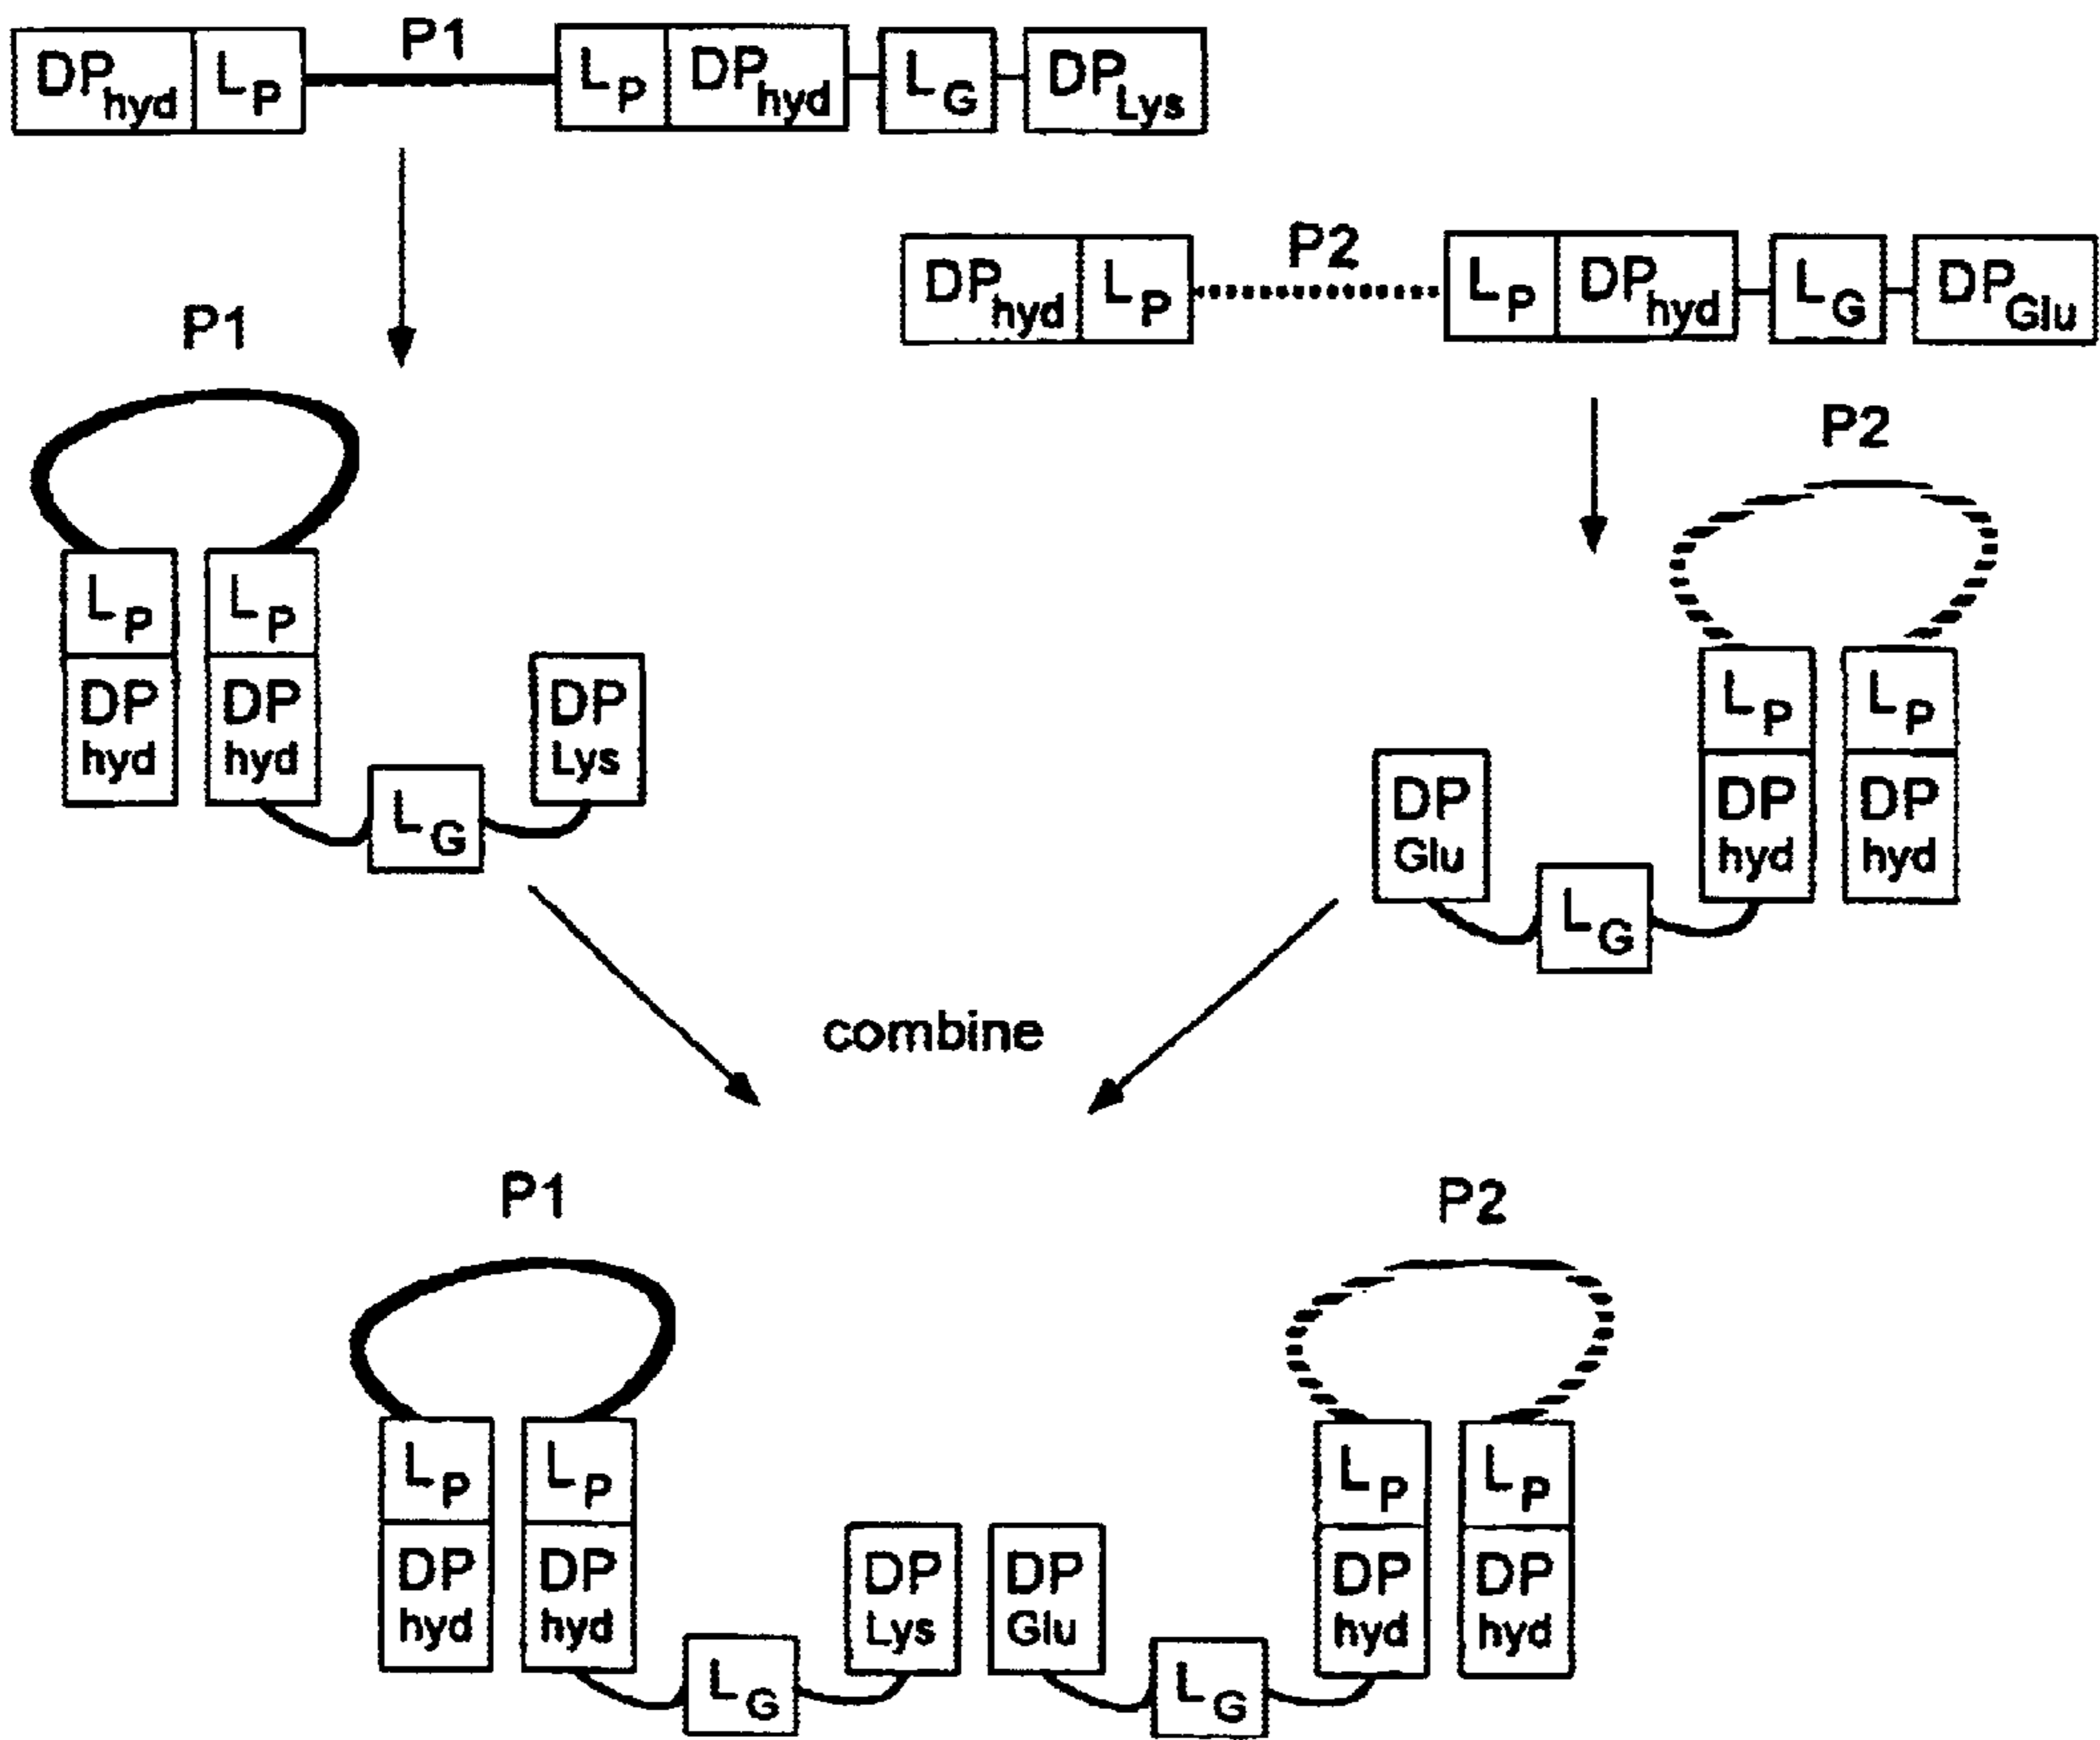 P1
DPhyd LP LP DPhyd LG DPLys
P2
DPhyd LP LP DPhyd LG DPGlu
P1
P2
LP LP
DP hyd DP hyd
LG
DP Lys
LP LP
DP Glu
LG
DP hyd DP hyd
combine
P1
P2
LP LP
LP LP
DP hyd DP hyd
DP Lys DP Glu
DP hyd DP hyd
LG
LG